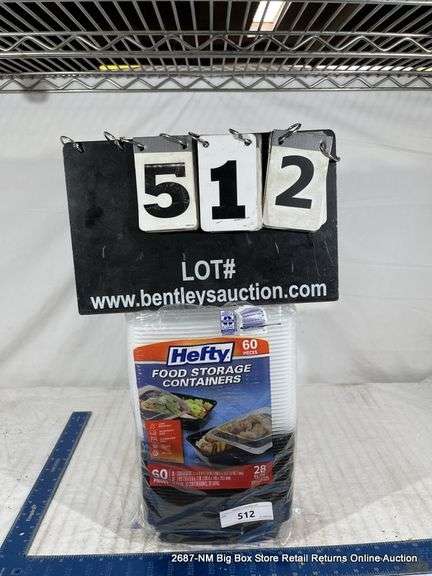 512
LOT#
www.bentleysauction.com
Hefty
60
PIECES
FOOD STORAGE
CONTAINERS
60
28
512
2687-NM Big Box Store Retail Returns Online Auction